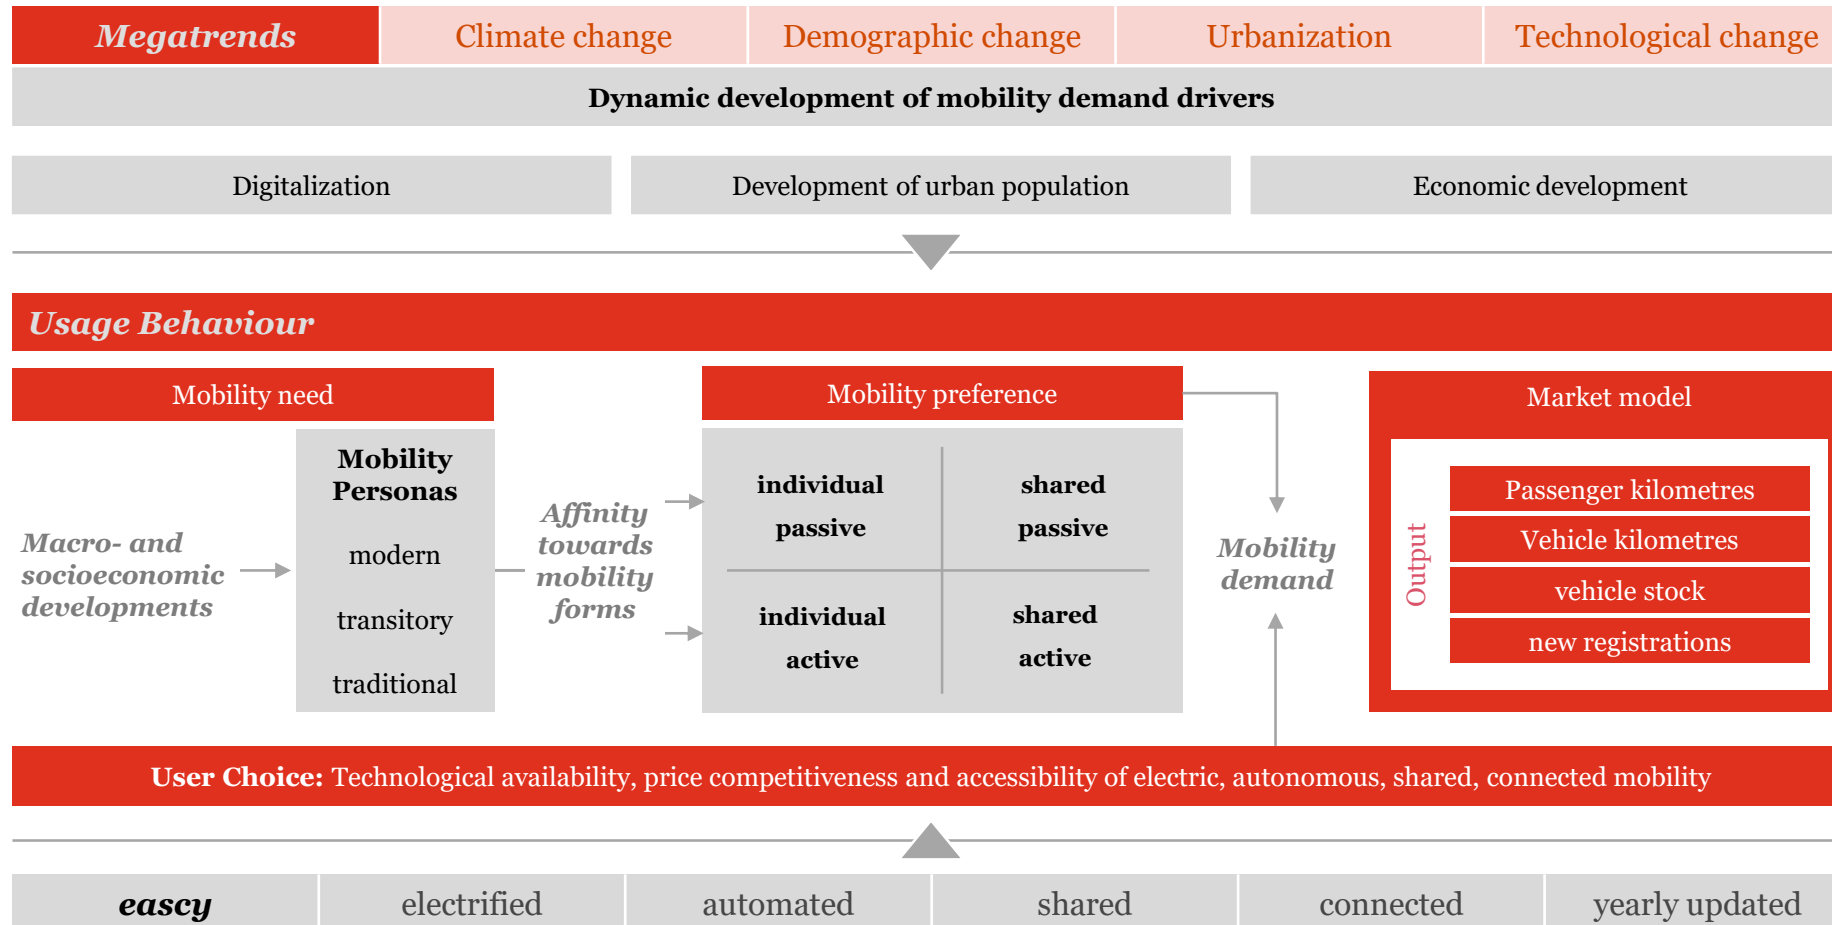 Megatrends
Climate change
Demographic change
Urbanization
Technological change
Dynamic development of mobility demand drivers
Digitalization
Development of urban population
Economic development
Usage Behaviour
Mobility need
Mobility preference
Market model
Macro- and
socioeconomic
developments
Mobility
Personas
modern
transitory
traditional
Affinity
towards
mobility
forms
individual
passive
shared
passive
individual
active
shared
active
Mobility
demand
Output
Passenger kilometres
Vehicle kilometres
vehicle stock
new registrations
User Choice: Technological availability, price competitiveness and accessibility of electric, autonomous, shared, connected mobility
eascy
electrified
automated
shared
connected
yearly updated